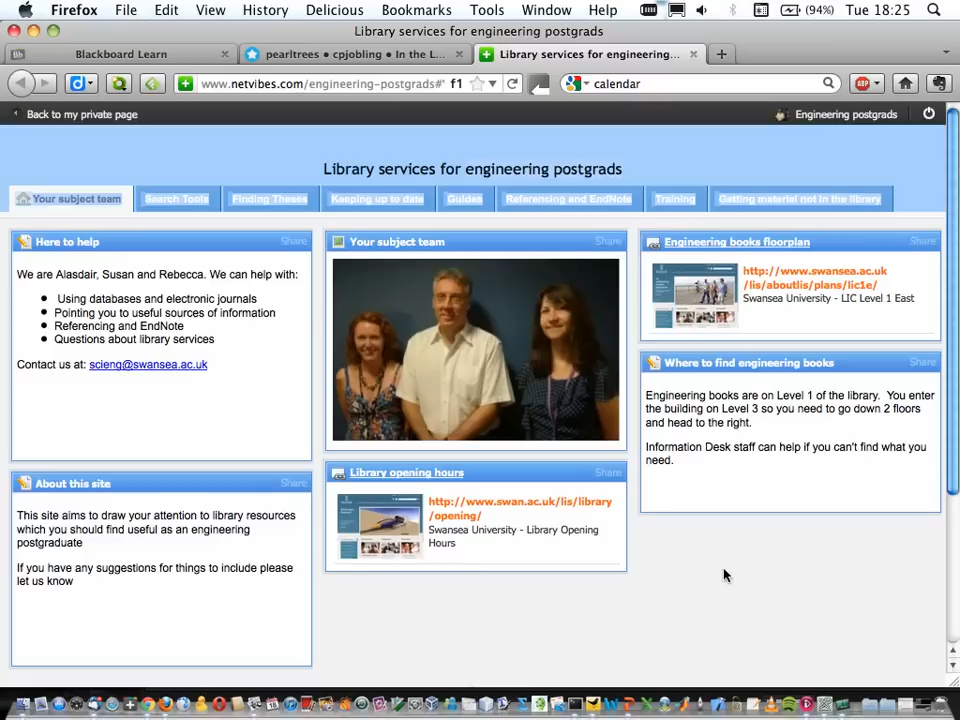 Firefox File Edit View History Delicious Bookmarks Tools Window Help (94%) Tue 18:25
Library services for engineering postgrads
Blackboard Learn
pearltrees • cpjobling • In the L...
Library services for engineering...
www.netvibes.com/engineering-postgrads#' f1
calendar
Back to my private page
Engineering postgrads
Library services for engineering postgrads
Your subject team
Search Tools
Finding Theses
Keeping up to date
Guides
Referencing and EndNote
Training
Getting material not in the library
Here to help Share
We are Alasdair, Susan and Rebecca. We can help with:
• Using databases and electronic journals
• Pointing you to useful sources of information
• Referencing and EndNote
• Questions about library services
Contact us at: scieng@swansea.ac.uk
About this site Share
This site aims to draw your attention to library resources
which you should find useful as an engineering
postgraduate
If you have any suggestions for things to include please
let us know
Your subject team Share
Library opening hours Share
http://www.swan.ac.uk/lis/library
/opening/
Swansea University - Library Opening
Hours
Engineering books floorplan Share
http://www.swansea.ac.uk
/lis/aboutlis/plans/lic1e/
Swansea University - LIC Level 1 East
Where to find engineering books Share
Engineering books are on Level 1 of the library. You enter
the building on Level 3 so you need to go down 2 floors
and head to the right.
Information Desk staff can help if you can't find what you
need.